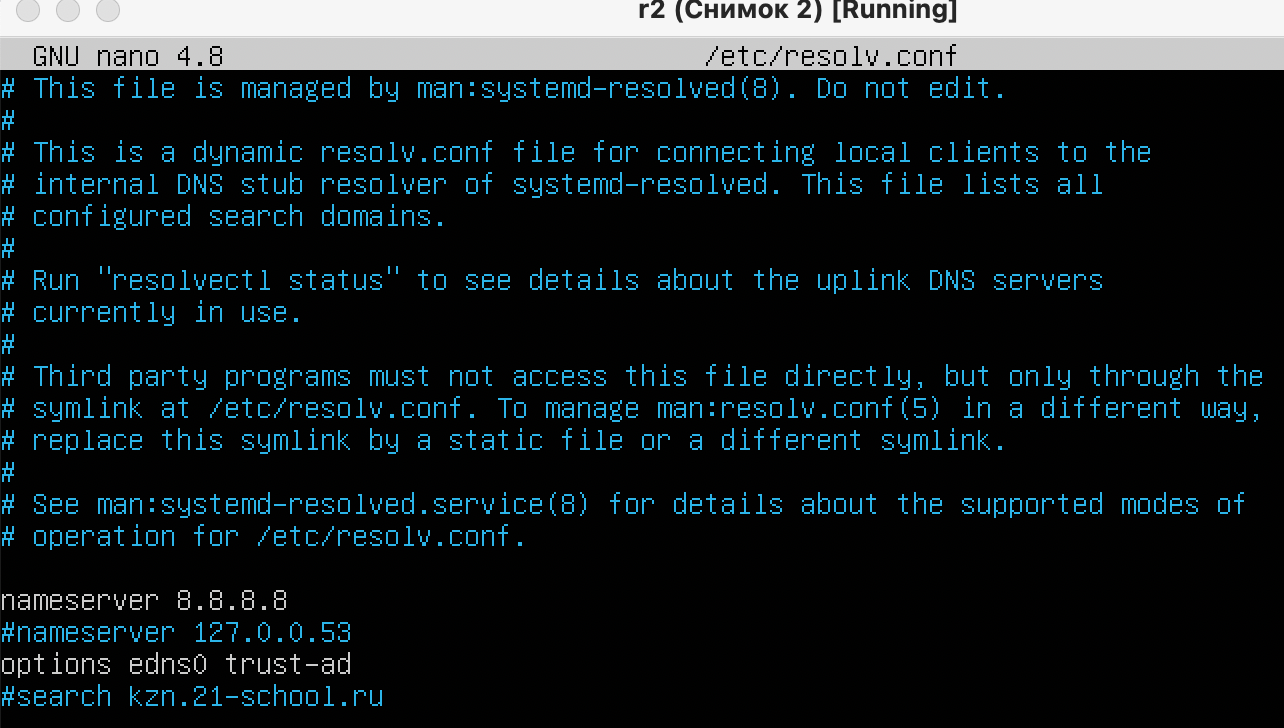 r2 (Снимок 2) [Running]
GNU nano 4.8 /etc/resolv.conf
# This file is managed by man:systemd-resolved(8). Do not edit.
#
# This is a dynamic resolv.conf file for connecting local clients to the
# internal DNS stub resolver of systemd-resolved. This file lists all
# configured search domains.
#
# Run "resolvectl status" to see details about the uplink DNS servers
# currently in use.
#
# Third party programs must not access this file directly, but only through the
# symlink at /etc/resolv.conf. To manage man:resolv.conf(5) in a different way,
# replace this symlink by a static file or a different symlink.
#
# See man:systemd-resolved.service(8) for details about the supported modes of
# operation for /etc/resolv.conf.
nameserver 8.8.8.8
#nameserver 127.0.0.53
options edns0 trust-ad
#search kzn.21-school.ru